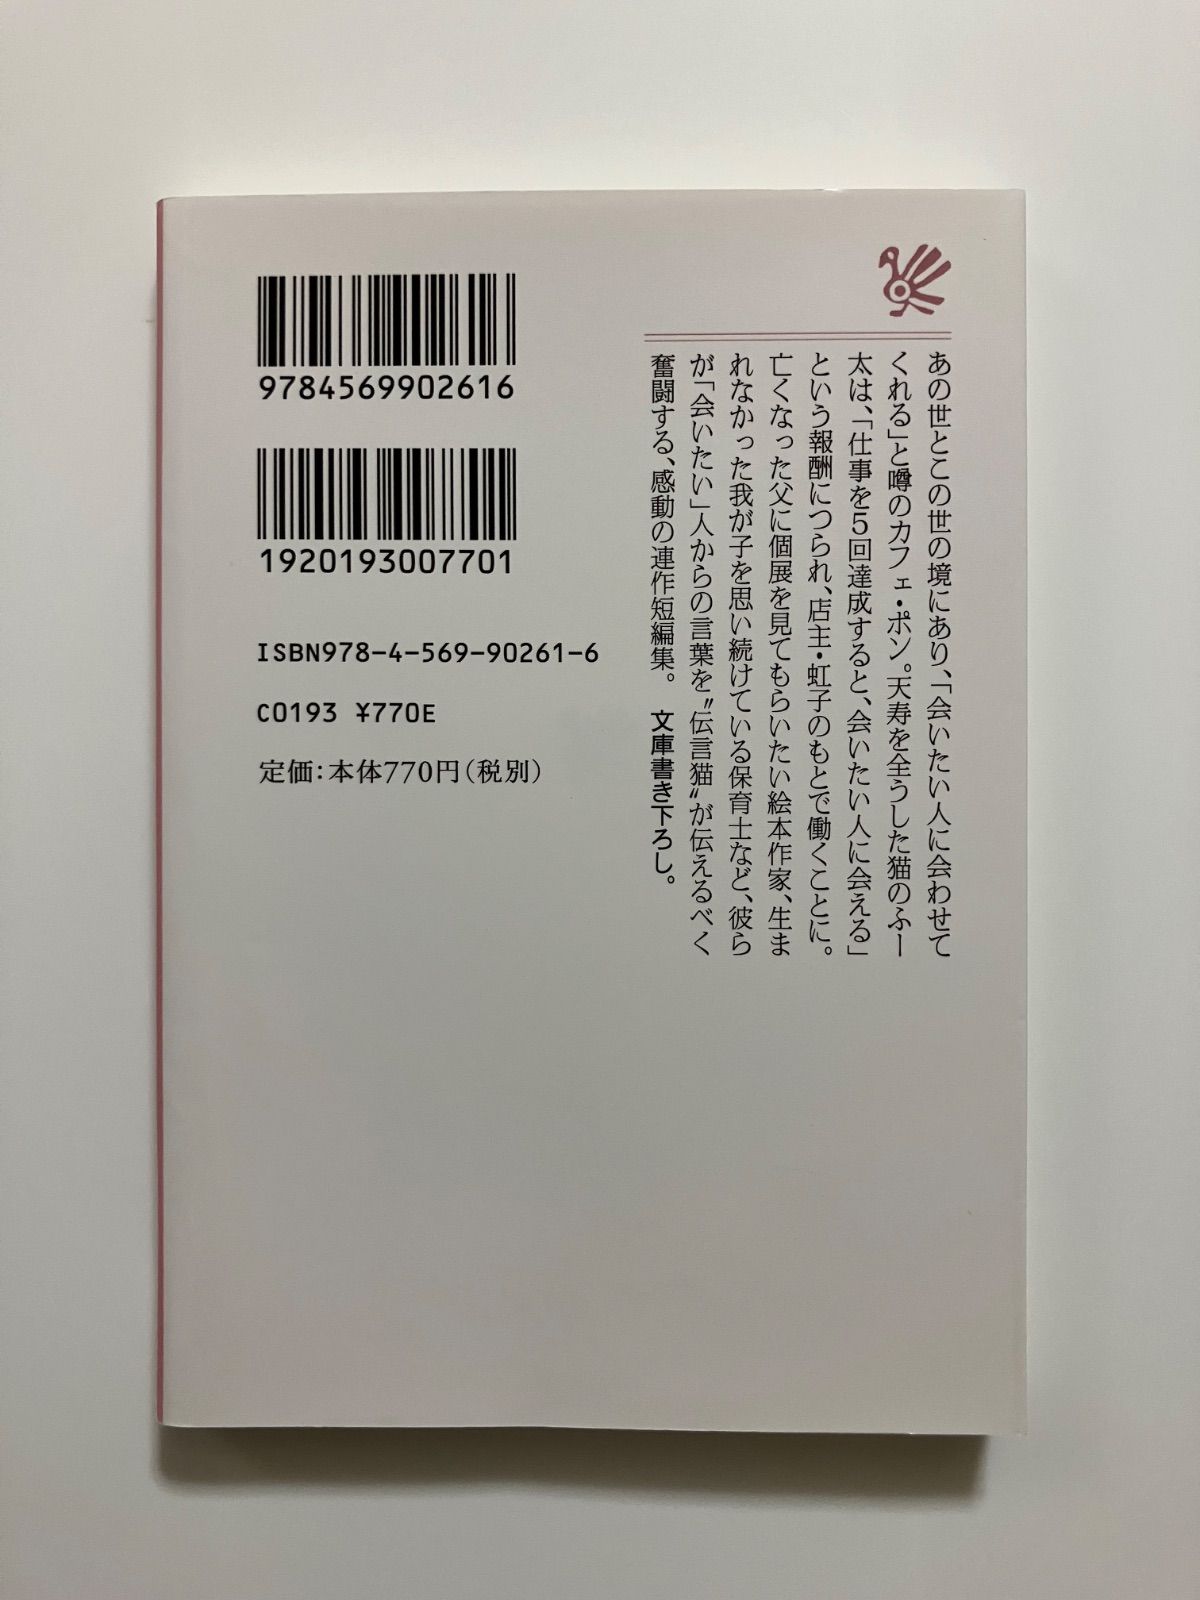 あの世とこの世の境にあり、「会いたい人に会わせて
くれる」と噂のカフェ・ポン。天寿を全うした猫のふー
太は、「仕事を5回達成すると、会いたい人に会える」
という報酬につられ、店主・虹子のもとで働くことに。
亡くなった父に個展を見てもらいたい絵本作家、生ま
れなかった我が子を思い続けている保育士など、彼ら
が「会いたい」人からの言葉を〝伝言猫〟が伝えるべく
奮闘する、感動の連作短編集。 文庫書き下ろし。
9784569902616
1920193007701
ISBN978-4-569-90261-6
C0193 ¥770E
定価：本体770円（税別）